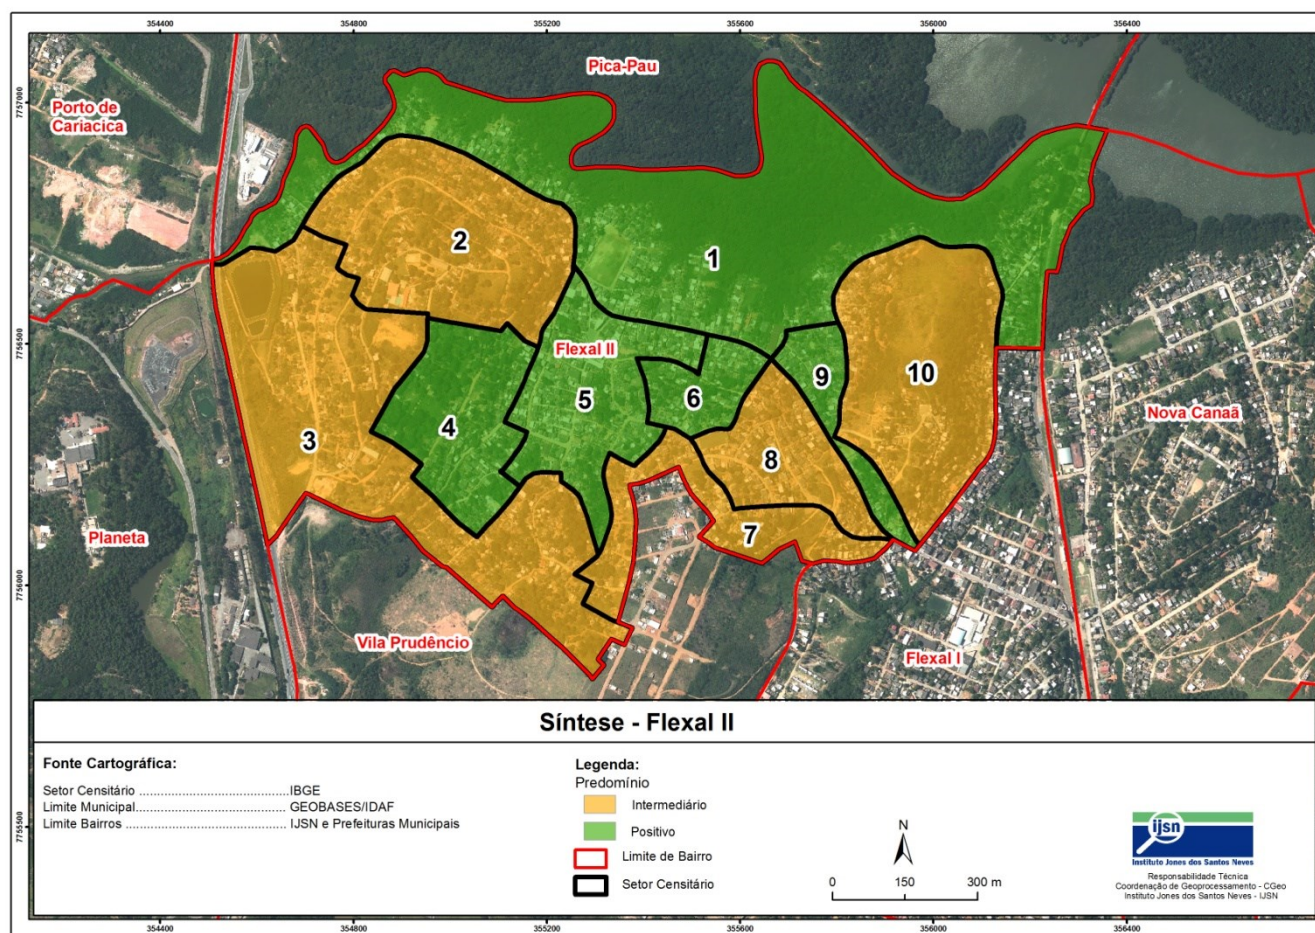 354400 354800 355200 355600 356000 356400
7757000
7756500
7756000
7755500
Pica-Pau
Porto de
Cariacica
1
2
Flexal II
3
4
5
6
7
8
9
10
Nova Canaã
Planeta
Vila Prudêncio
Flexal I
Síntese - Flexal II
Fonte Cartográfica:
Setor Censitário ..................................IBGE
Limite Municipal................................... GEOBASES/IDAF
Limite Bairros ..................................... IJSN e Prefeituras Municipais
Legenda:
Predomínio
Intermediário
Positivo
Limite de Bairro
Setor Censitário
N
0 150 300 m
ijsn
Instituto Jones dos Santos Neves
Responsabilidade Técnica
Coordenação de Geoprocessamento - CGeo
Instituto Jones dos Santos Neves - IJSN
354400 354800 355200 355600 356000 356400